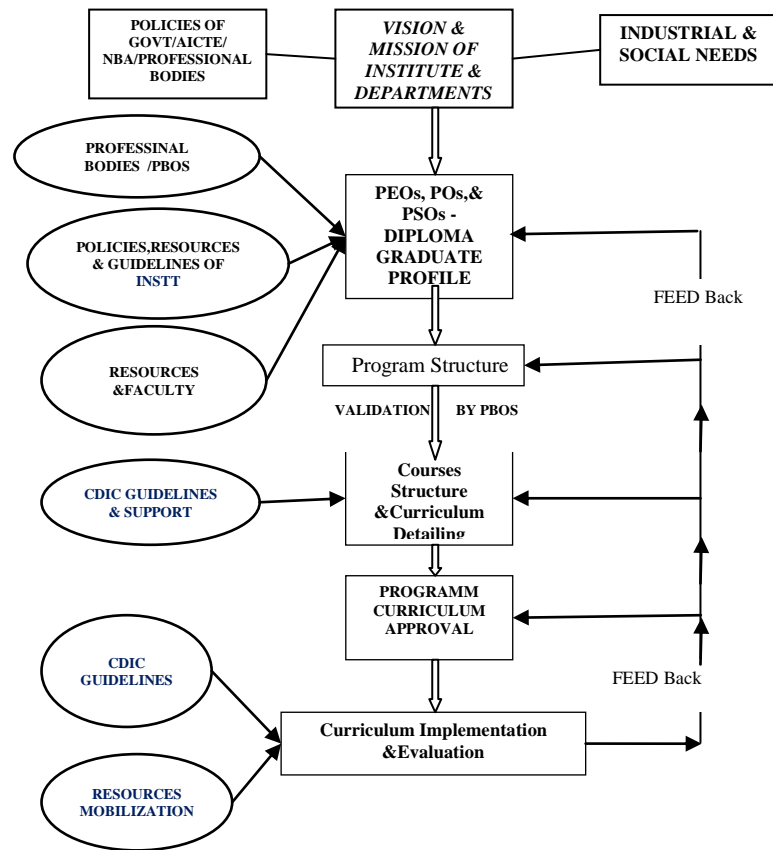 POLICIES OF
GOVT/AICTE/
NBA/PROFESSIONAL
BODIES
VISION &
MISSION OF
INSTITUTE &
DEPARTMENTS
INDUSTRIAL &
SOCIAL NEEDS
PROFESSINAL
BODIES /PBOS
PEOs, POs,&
PSOs -
DIPLOMA
GRADUATE
PROFILE
POLICIES,RESOURCES
& GUIDELINES OF
INSTT
FEED Back
RESOURCES
&FACULTY
Program Structure
VALIDATION BY PBOS
CDIC GUIDELINES
& SUPPORT
Courses
Structure
&Curriculum
Detailing
PROGRAMM
CURRICULUM
APPROVAL
CDIC
GUIDELINES
FEED Back
Curriculum Implementation
&Evaluation
RESOURCES
MOBILIZATION